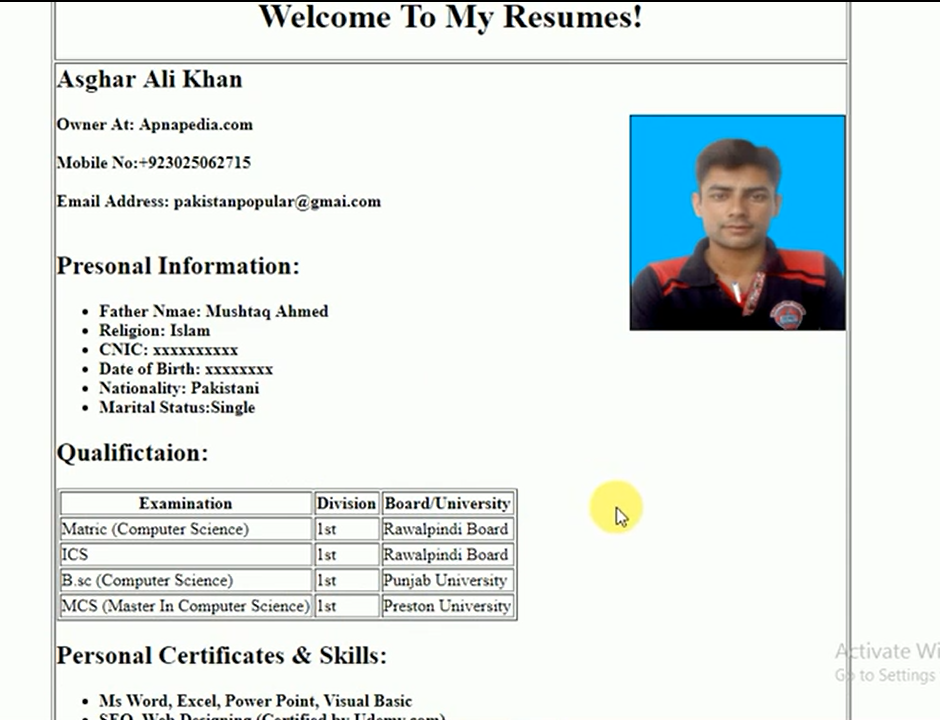 Welcome To My Resumes!
Asghar Ali Khan
Owner At: Apnapedia.com
Mobile No:+923025062715
Email Address: pakistanpopular@gmai.com
Presonal Information:
Father Nmae: Mushtaq Ahmed
Religion: Islam
CNIC: xxxxxxxxxx
Date of Birth: xxxxxxxx
Nationality: Pakistani
Marital Status:Single
Qualifictaion:
Examination Division Board/University
Matric (Computer Science) 1st Rawalpindi Board
ICS 1st Rawalpindi Board
B.sc (Computer Science) 1st Punjab University
MCS (Master In Computer Science) 1st Preston University
Personal Certificates & Skills:
Ms Word, Excel, Power Point, Visual Basic
SEO, Web Designing (Certified by Udemy.com)
Activate Wi
Go to Settings